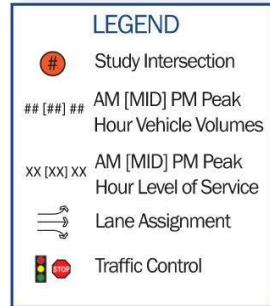 LEGEND
# Study Intersection
## [##] ## AM [MID] PM Peak
Hour Vehicle Volumes
XX [XX] XX AM [MID] PM Peak
Hour Level of Service
Lane Assignment
STOP Traffic Control